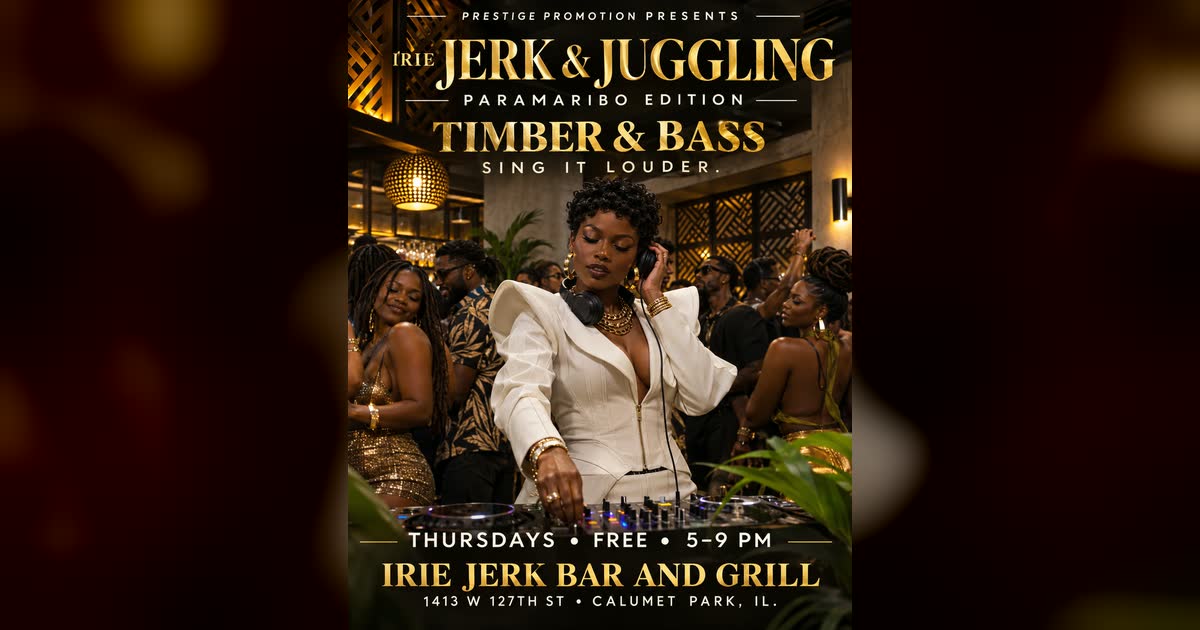 PRESTIGE PROMOTION PRESENTS
IRIE JERK & JUGGLING
PARAMARIBO EDITION
TIMBER & BASS
SING IT LOUDER.
THURSDAYS • FREE • 5–9 PM
IRIE JERK BAR AND GRILL
1413 W 127TH ST • CALUMET PARK, IL.